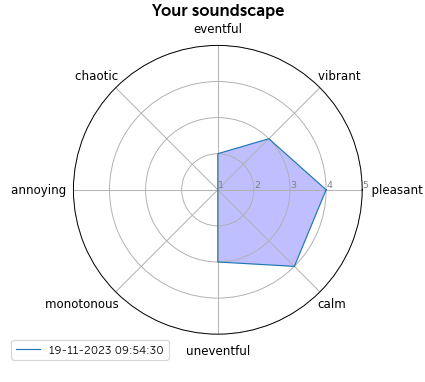 Your soundscape
eventful
chaotic
vibrant
annoying
1 2 3 4 5
pleasant
monotonous
calm
uneventful
19-11-2023 09:54:30